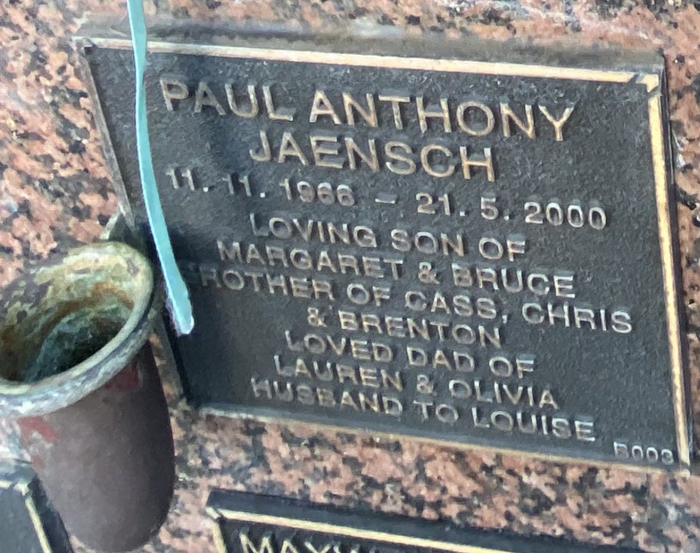 PAUL ANTHONY
JAENSCH
11. 11. 1966 – 21. 5. 2000
LOVING SON OF
MARGARET & BRUCE
BROTHER OF CASS, CHRIS
& BRENTON
LOVED DAD OF
LAUREN & OLIVIA
HUSBAND TO LOUISE